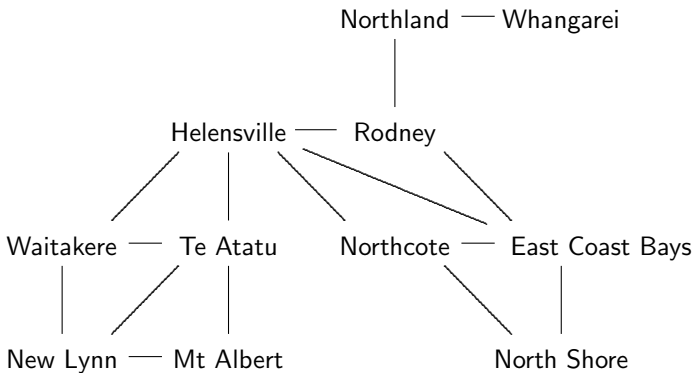 Northland Whangarei
Helensville Rodney
Waitakere Te Atatu Northcote East Coast Bays
New Lynn Mt Albert North Shore